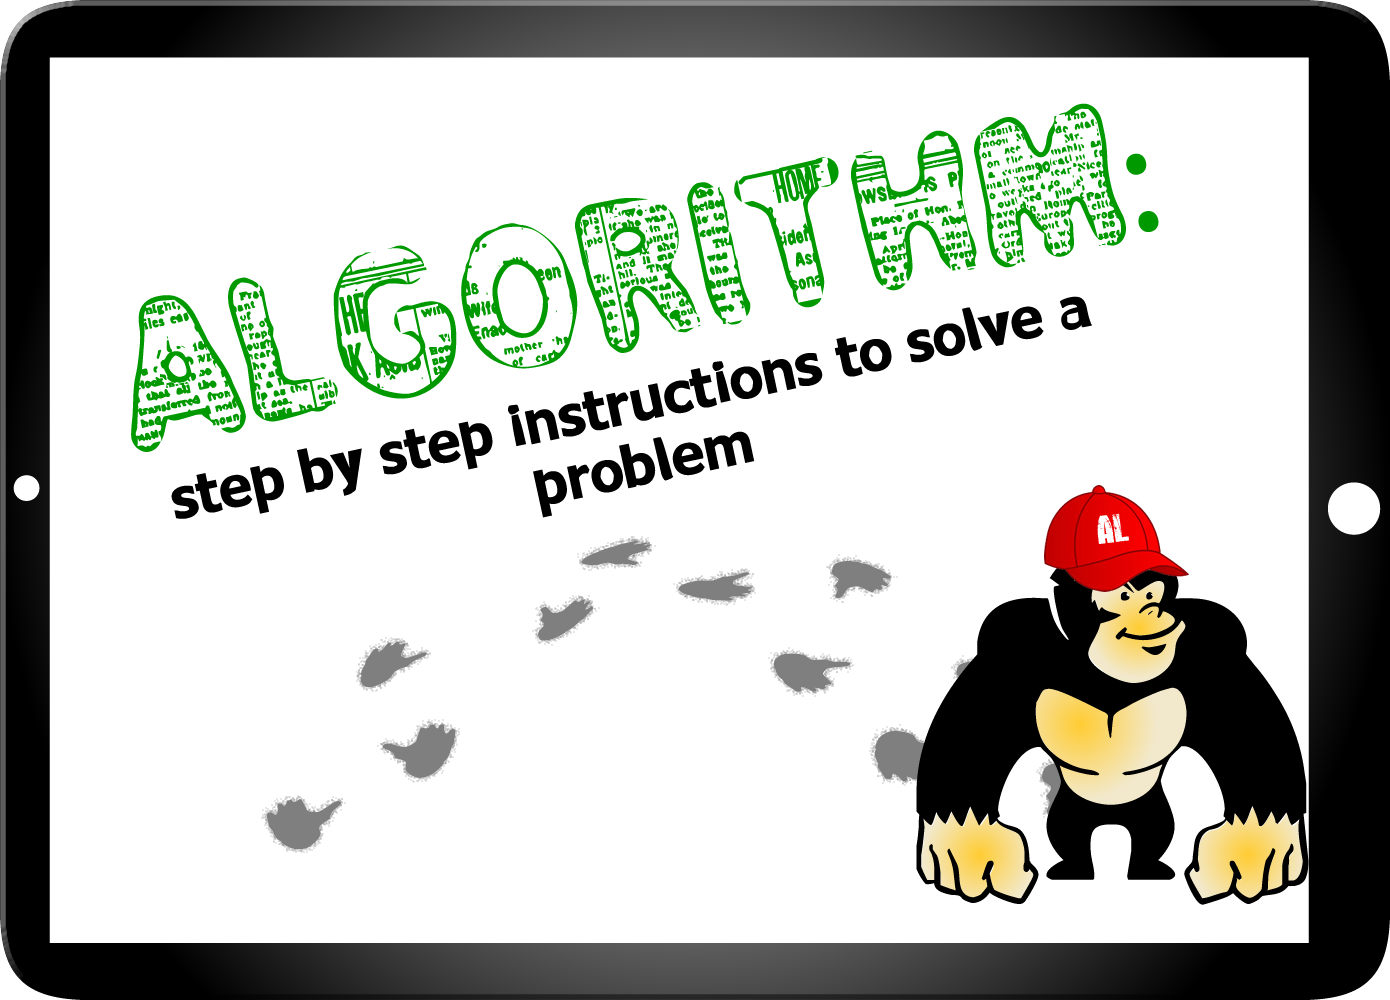 ALGORITHM:
step by step instructions to solve a
problem
AL